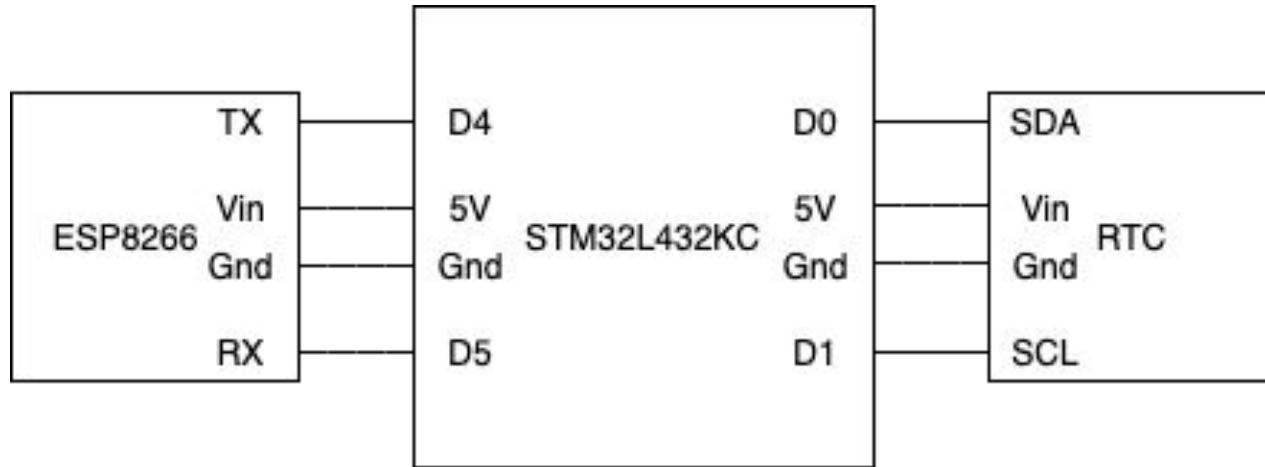 TX D4 D0 SDA
Vin 5V 5V Vin
ESP8266 STM32L432KC RTC
Gnd Gnd Gnd Gnd
RX D5 D1 SCL